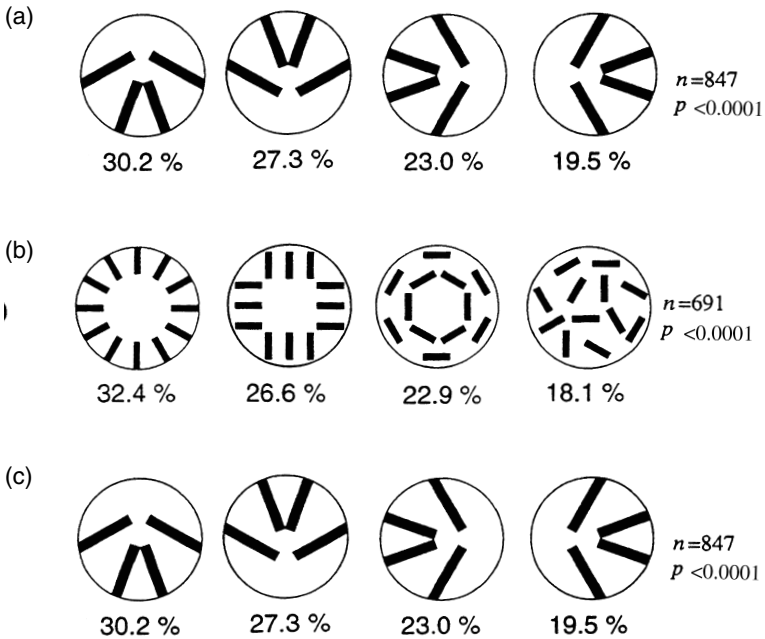 (a)
n=847
p <0.0001
30.2 % 27.3 % 23.0 % 19.5 %
(b)
n=691
p <0.0001
32.4 % 26.6 % 22.9 % 18.1 %
(c)
n=847
p <0.0001
30.2 % 27.3 % 23.0 % 19.5 %